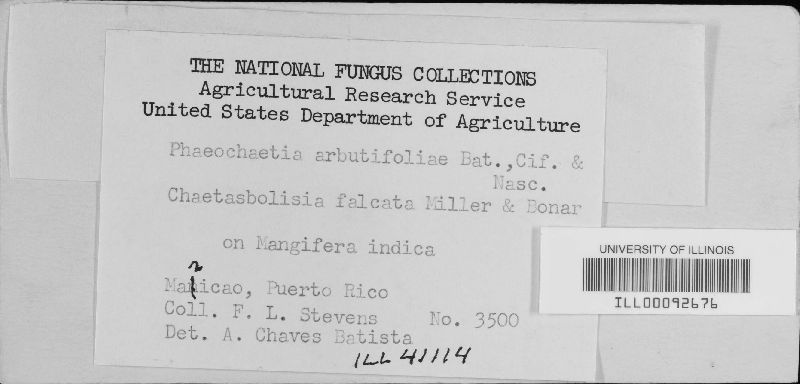 THE NATIONAL FUNGUS COLLECTIONS
Agricultural Research Service
United States Department of Agriculture
Phaeochaetia arbutifoliae Bat., Cif. &
Nasc.
Chaetasbolisia falcata Miller & Bonar
on Mangifera indica
n
Maticao, Puerto Rico
Coll. F. L. Stevens No. 3500
Det. A. Chaves Batista
ILL 41114
UNIVERSITY OF ILLINOIS
ILL00092676